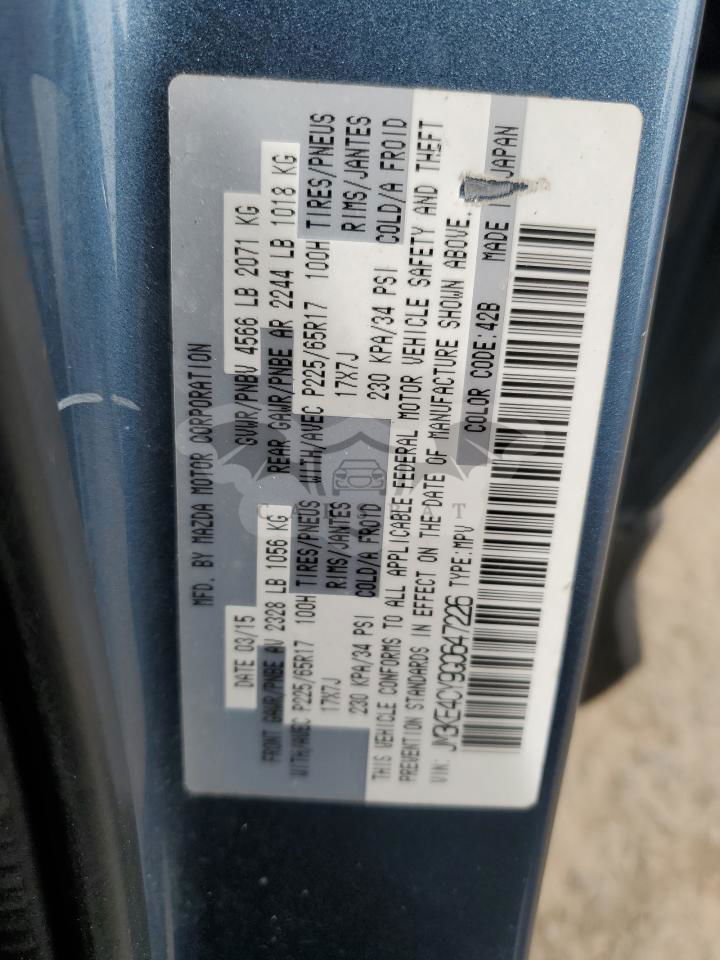 MFD. BY MAZDA MOTOR CORPORATION
DATE 03/15 GVWR/PNBV 4566 LB 2071 KG
FRONT GAWR/PNBE AV 2328 LB 1056 KG REAR GAWR/PNBE AR 2244 LB 1018 KG
WITH/AVEC P225/65R17 100H TIRES/PNEUS WITH/AVEC P225/65R17 100H TIRES/PNEUS
17X7J RIMS/JANTES 17X7J RIMS/JANTES
230 KPA/34 PSI COLD/A FROID 230 KPA/34 PSI COLD/A FROID
THIS VEHICLE CONFORMS TO ALL APPLICABLE FEDERAL MOTOR VEHICLE SAFETY AND THEFT
PREVENTION STANDARDS IN EFFECT ON THE DATE OF MANUFACTURE SHOWN ABOVE.
VIN: JM3KE4CY9G0647226 TYPE:MPV COLOR CODE:42B MADE JAPAN